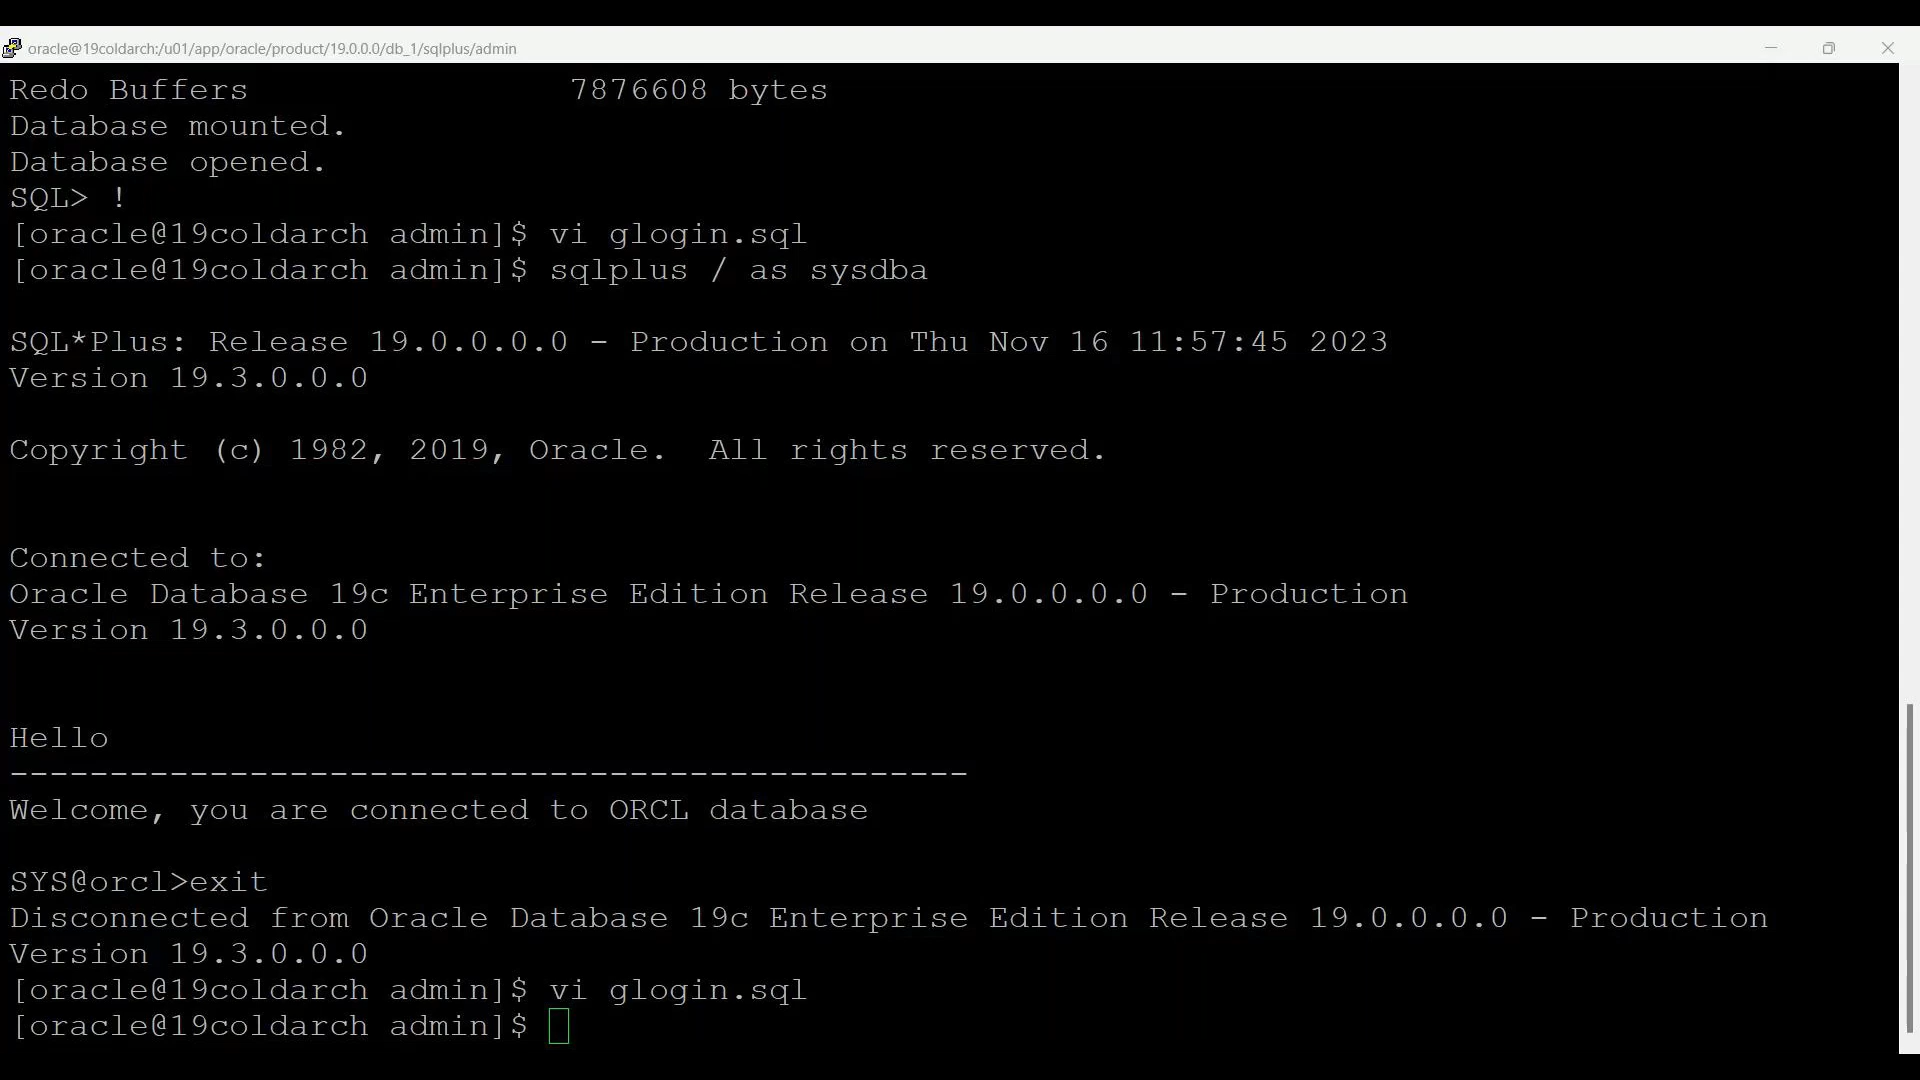 oracle@19coldarch:/u01/app/oracle/product/19.0.0.0/db_1/sqlplus/admin
Redo Buffers                7876608 bytes
Database mounted.
Database opened.
SQL> !
[oracle@19coldarch admin]$ vi glogin.sql
[oracle@19coldarch admin]$ sqlplus / as sysdba
SQL*Plus: Release 19.0.0.0.0 - Production on Thu Nov 16 11:57:45 2023
Version 19.3.0.0.0
Copyright (c) 1982, 2019, Oracle.  All rights reserved.
Connected to:
Oracle Database 19c Enterprise Edition Release 19.0.0.0.0 - Production
Version 19.3.0.0.0
Hello
------------------------------------------------
Welcome, you are connected to ORCL database
SYS@orcl>exit
Disconnected from Oracle Database 19c Enterprise Edition Release 19.0.0.0.0 - Production
Version 19.3.0.0.0
[oracle@19coldarch admin]$ vi glogin.sql
[oracle@19coldarch admin]$